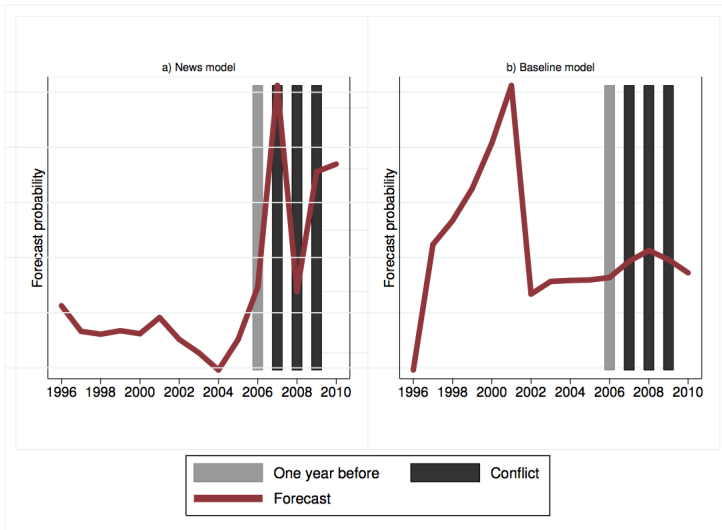 a) News model
Forecast probability
1996 1998 2000 2002 2004 2006 2008 2010
b) Baseline model
Forecast probability
1996 1998 2000 2002 2004 2006 2008 2010
One year before
Conflict
Forecast